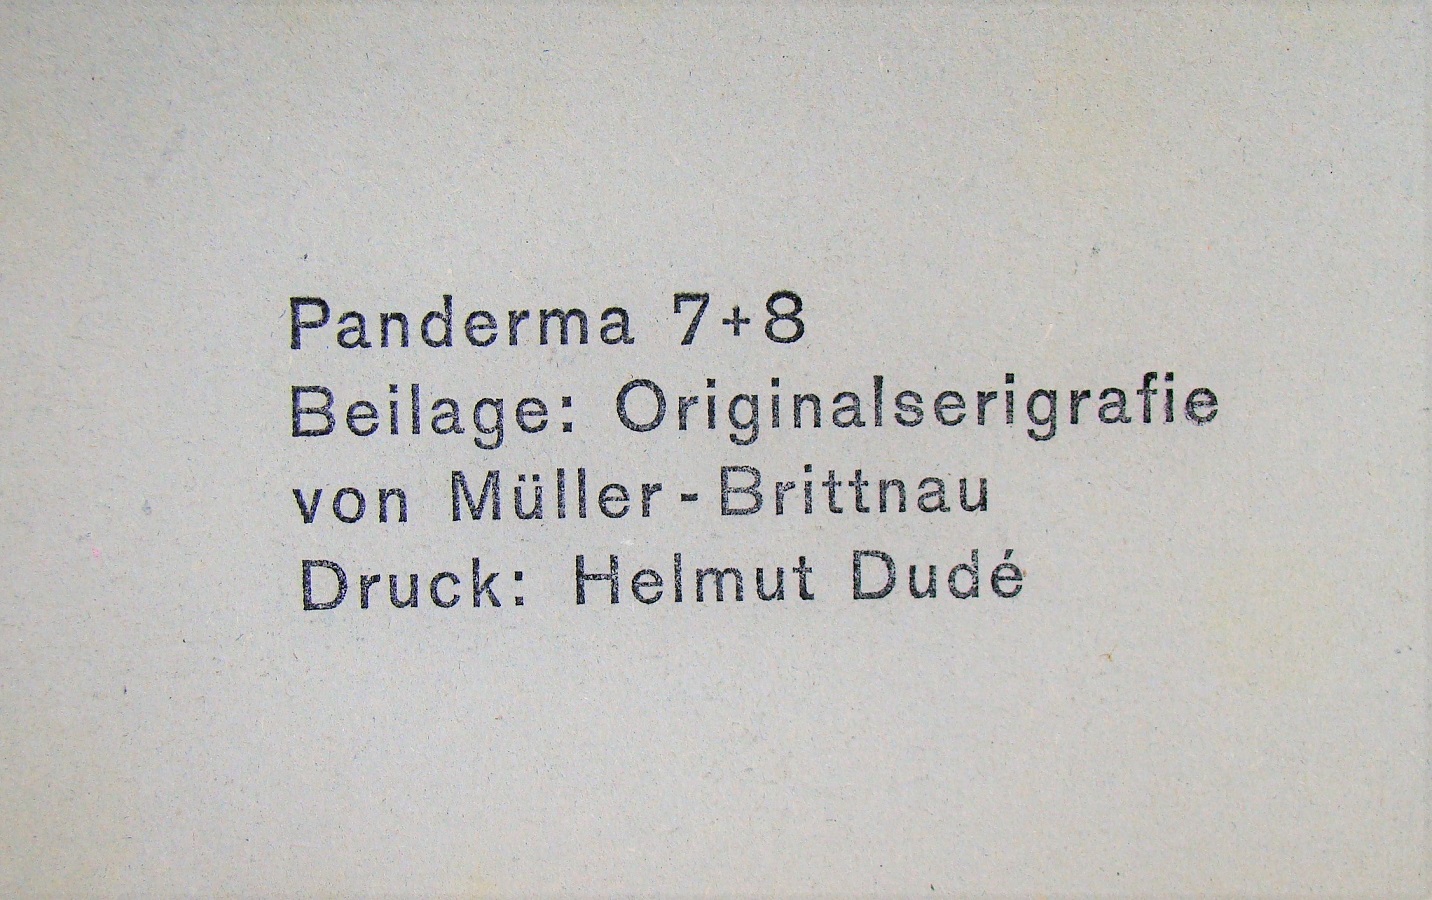 Panderma 7+8
Beilage: Originalserigrafie
von Müller-Brittnau
Druck: Helmut Dudé